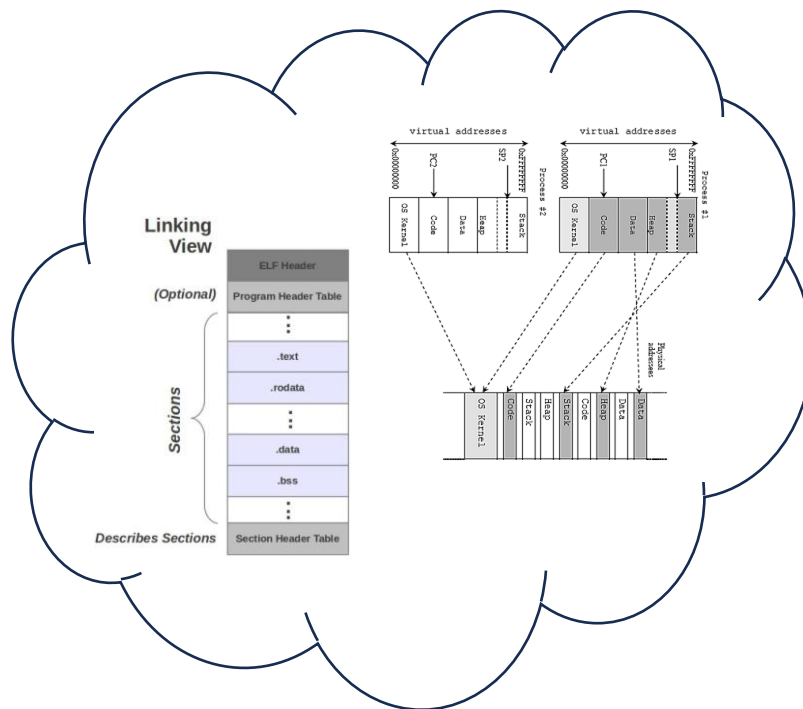 Linking
View
ELF Header
(Optional)
Program Header Table
.text
.rodata
Sections
.data
.bss
Describes Sections
Section Header Table
virtual addresses
0x00000000
PC2
SP2
0xFFFFFFFF
Process #2
OS Kernel
Code
Data
Heap
Stack
virtual addresses
0x00000000
PC1
SP1
0xFFFFFFFF
Process #1
OS Kernel
Code
Data
Heap
Stack
Physical
addresses
OS Kernel
Code
Stack
Heap
Stack
Code
Heap
Data
Data